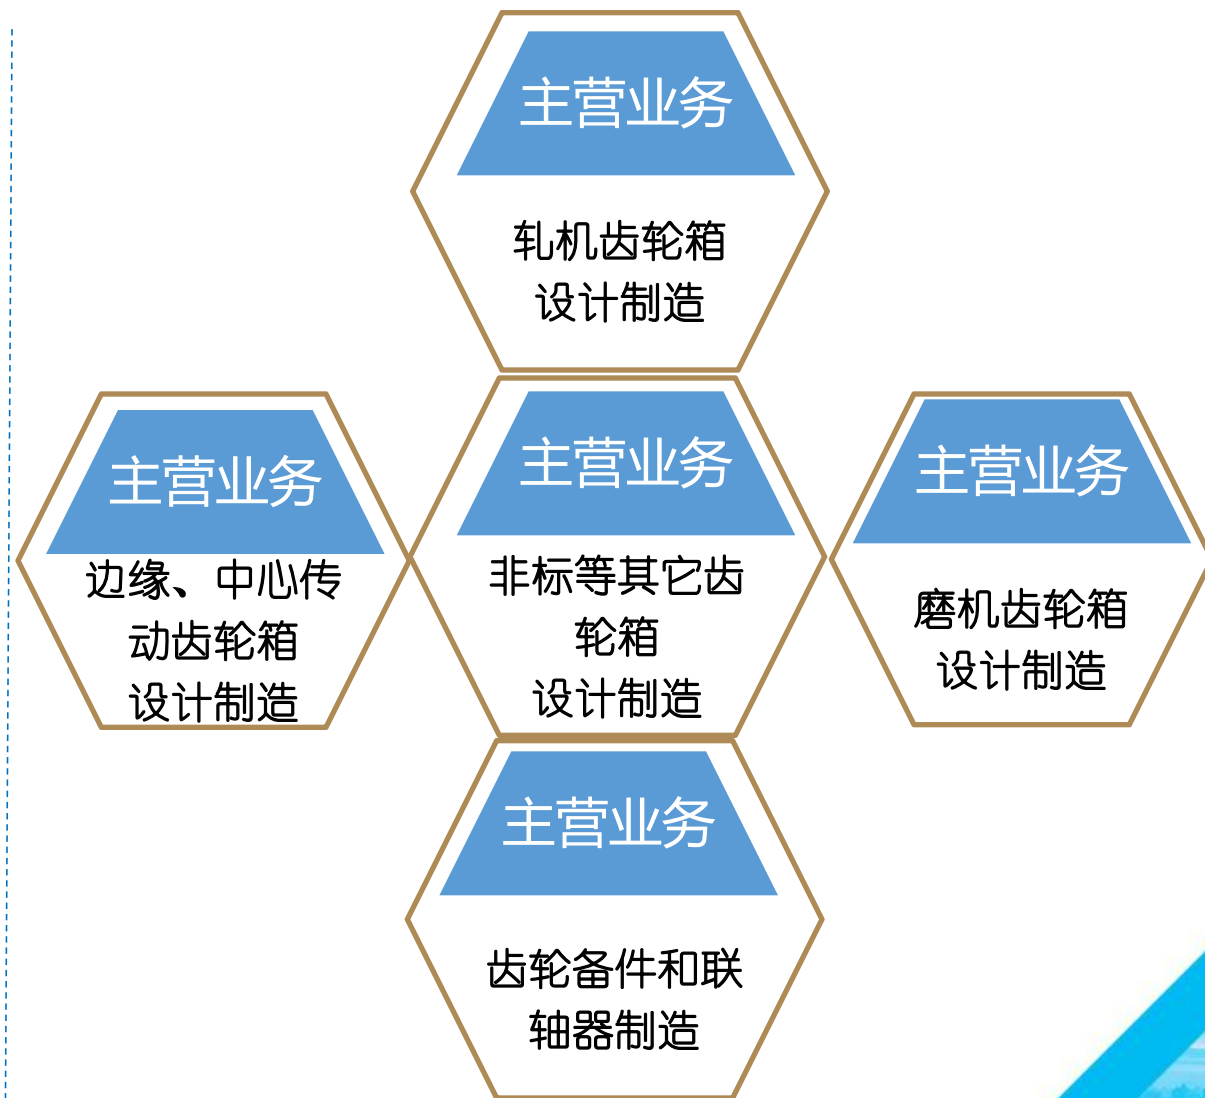 主营业务
轧机齿轮箱
设计制造
主营业务
边缘、中心传
动齿轮箱
设计制造
主营业务
非标等其它齿
轮箱
设计制造
主营业务
磨机齿轮箱
设计制造
主营业务
齿轮备件和联
轴器制造